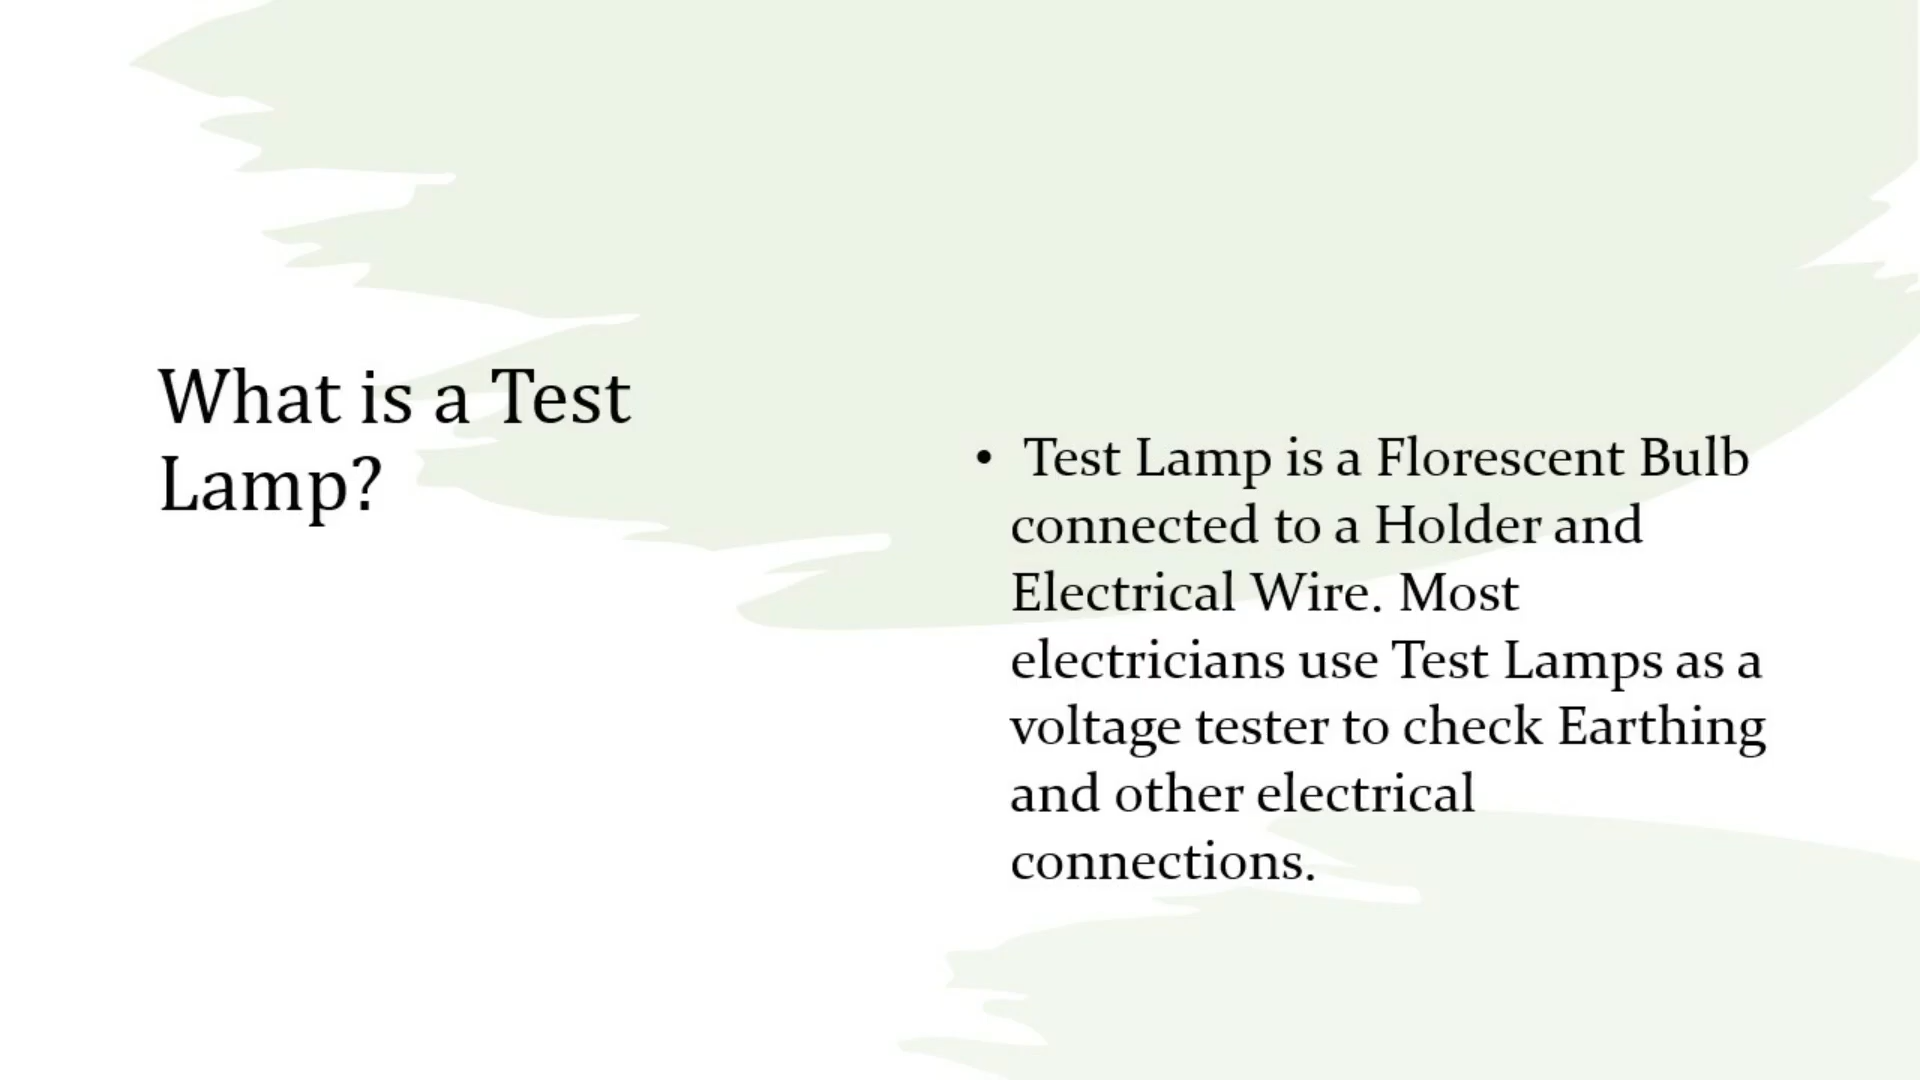 What is a Test
Lamp?
• Test Lamp is a Florescent Bulb
connected to a Holder and
Electrical Wire. Most
electricians use Test Lamps as a
voltage tester to check Earthing
and other electrical
connections.